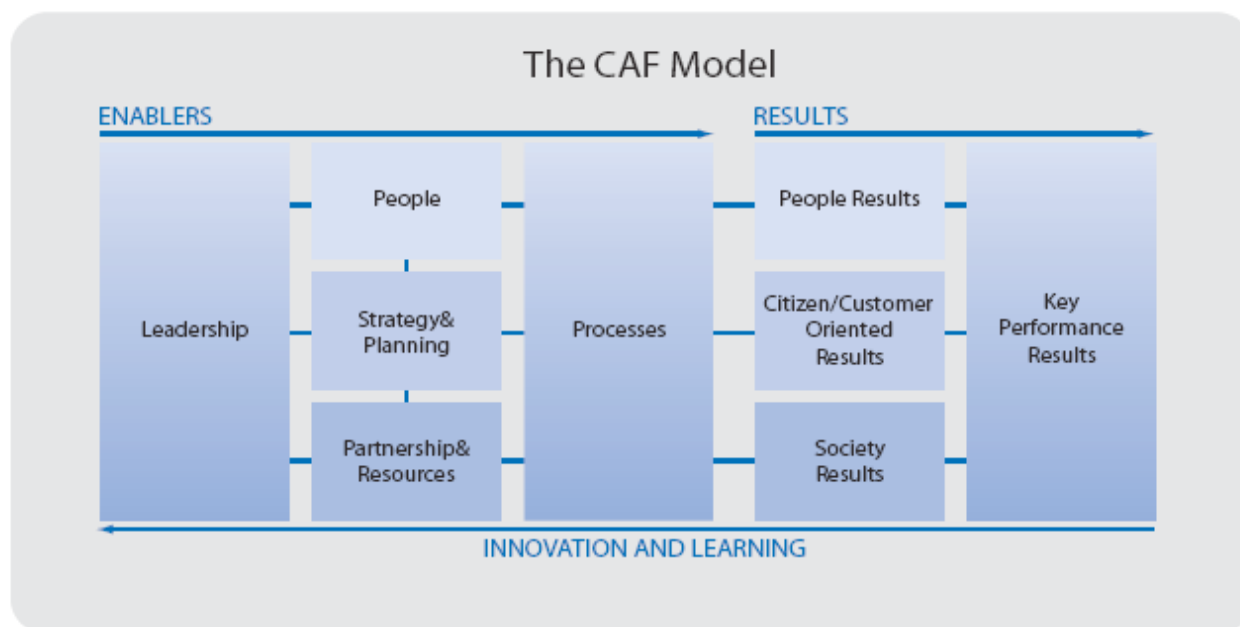 The CAF Model
ENABLERS
RESULTS
Leadership
People
Strategy&
Planning
Partnership&
Resources
Processes
People Results
Citizen/Customer
Oriented
Results
Society
Results
Key
Performance
Results
INNOVATION AND LEARNING